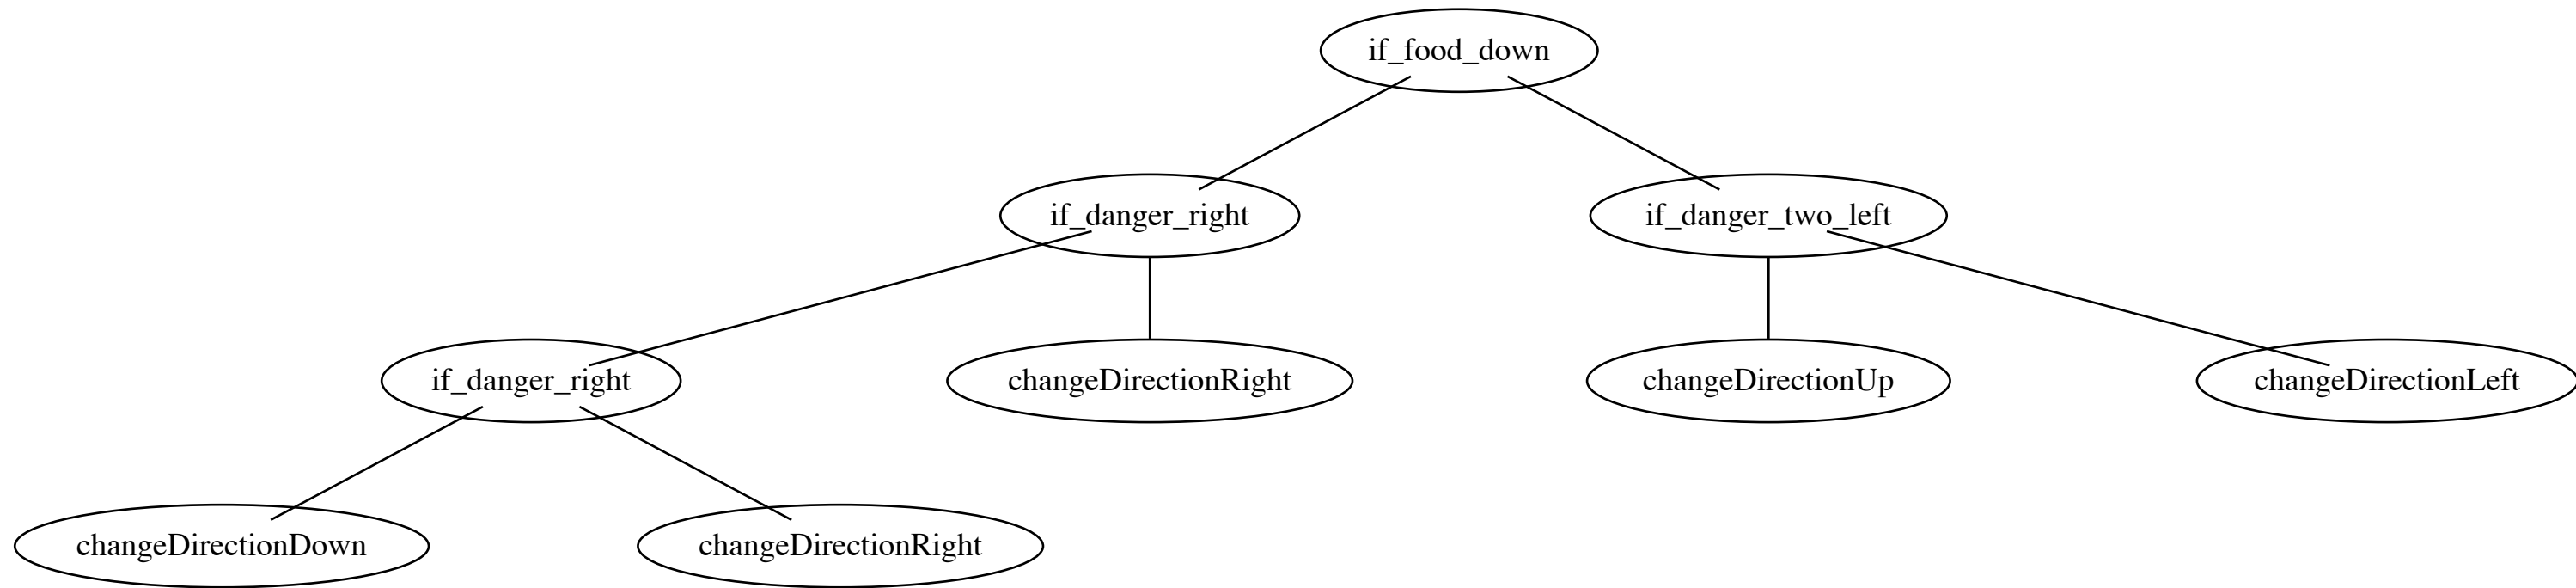 if_food_down
if_danger_right
if_danger_two_left
if_danger_right
changeDirectionRight
changeDirectionUp
changeDirectionLeft
changeDirectionDown
changeDirectionRight